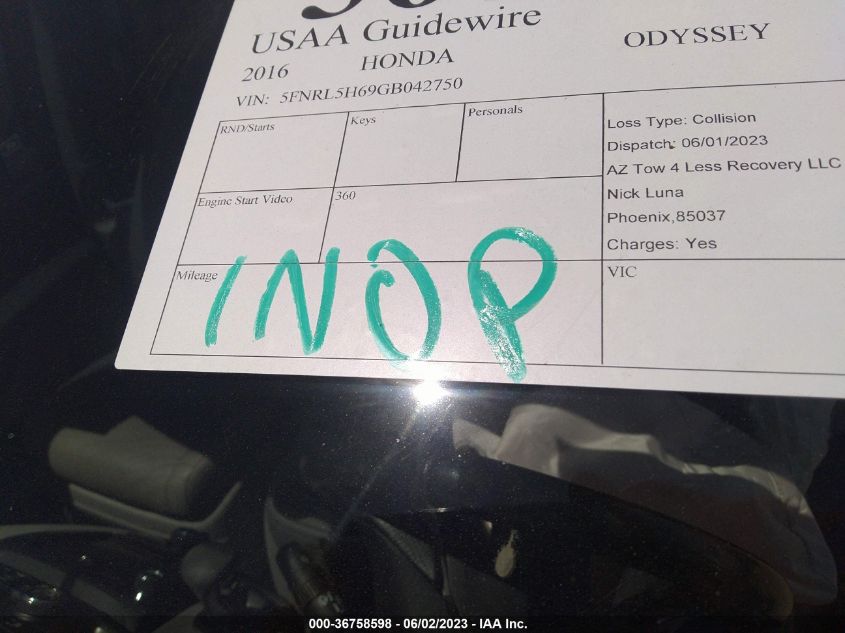 USAA Guidewire
2016 HONDA ODYSSEY
VIN: 5FNRL5H69GB042750
RND/Starts Keys Personals
Engine Start Video 360
Mileage
INOP
Loss Type: Collision
Dispatch: 06/01/2023
AZ Tow 4 Less Recovery LLC
Nick Luna
Phoenix,85037
Charges: Yes
VIC
000-36758598 - 06/02/2023 - IAA Inc.